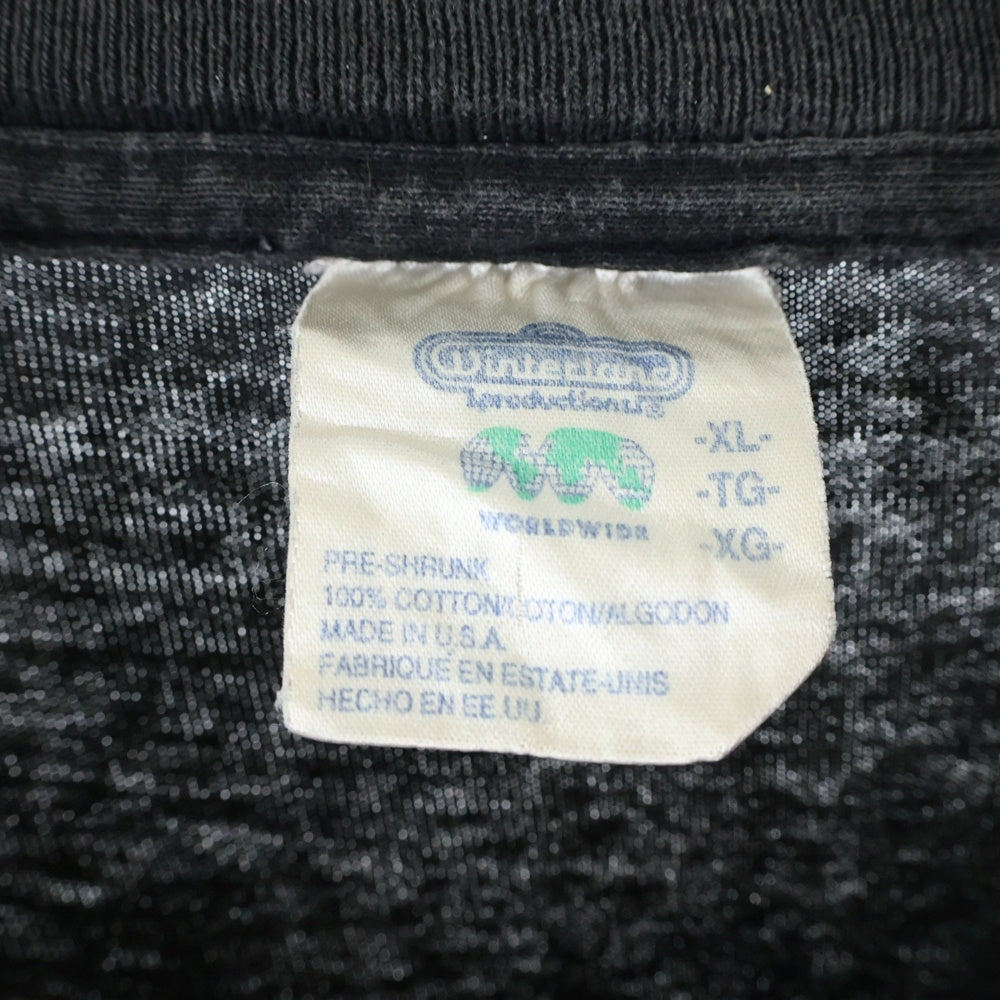 Winterland
productions
WORLDWIDE
-XL-
-TG-
-XG-
PRE-SHRUNK
100% COTTON/COTON/ALGODON
MADE IN U.S.A.
FABRIQUE EN ESTATE-UNIS
HECHO EN EE.UU.